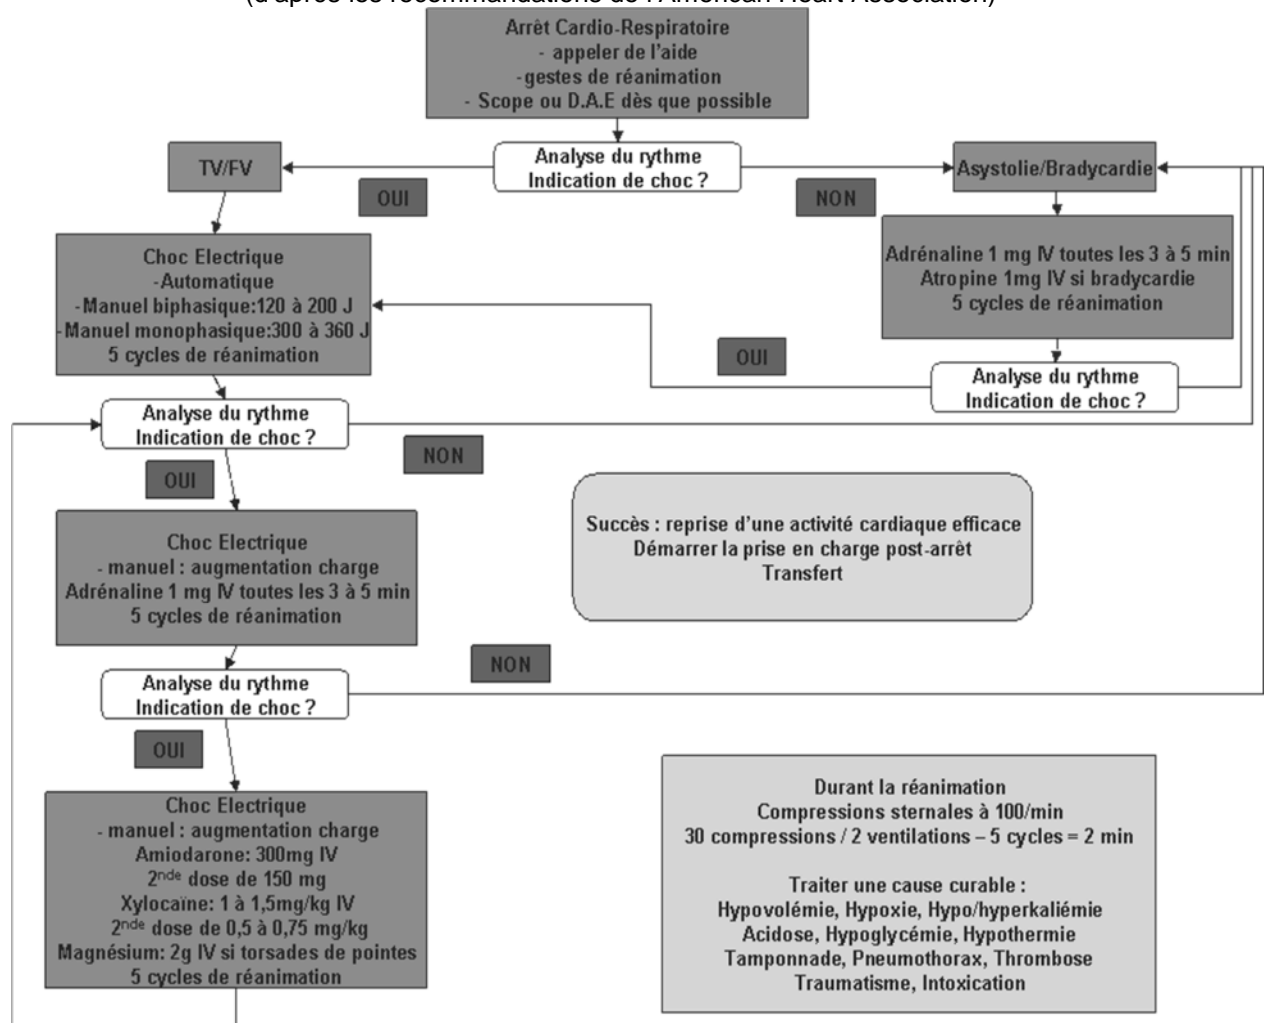 (d'après les recommandations de l'American Heart Association)
Arrêt Cardio-Respiratoire
- appeler de l'aide
-gestes de réanimation
- Scope ou D.A.E dès que possible
Analyse du rythme
Indication de choc ?
TV/FV
OUI
NON
Asystolie/Bradycardie
Choc Electrique
-Automatique
-Manuel biphasique:120 à 200 J
-Manuel monophasique:300 à 360 J
5 cycles de réanimation
Adrénaline 1 mg IV toutes les 3 à 5 min
Atropine 1mg IV si bradycardie
5 cycles de réanimation
OUI
Analyse du rythme
Indication de choc ?
Analyse du rythme
Indication de choc ?
OUI
NON
Choc Electrique
- manuel : augmentation charge
Adrénaline 1 mg IV toutes les 3 à 5 min
5 cycles de réanimation
Succès : reprise d'une activité cardiaque efficace
Démarrer la prise en charge post-arrêt
Transfert
Analyse du rythme
Indication de choc ?
NON
OUI
Choc Electrique
- manuel : augmentation charge
Amiodarone: 300mg IV
2nde dose de 150 mg
Xylocaïne: 1 à 1,5mg/kg IV
2nde dose de 0,5 à 0,75 mg/kg
Magnésium: 2g IV si torsades de pointes
5 cycles de réanimation
Durant la réanimation
Compressions sternales à 100/min
30 compressions / 2 ventilations – 5 cycles = 2 min
Traiter une cause curable :
Hypovolémie, Hypoxie, Hypo/hyperkaliémie
Acidose, Hypoglycémie, Hypothermie
Tamponnade, Pneumothorax, Thrombose
Traumatisme, Intoxication